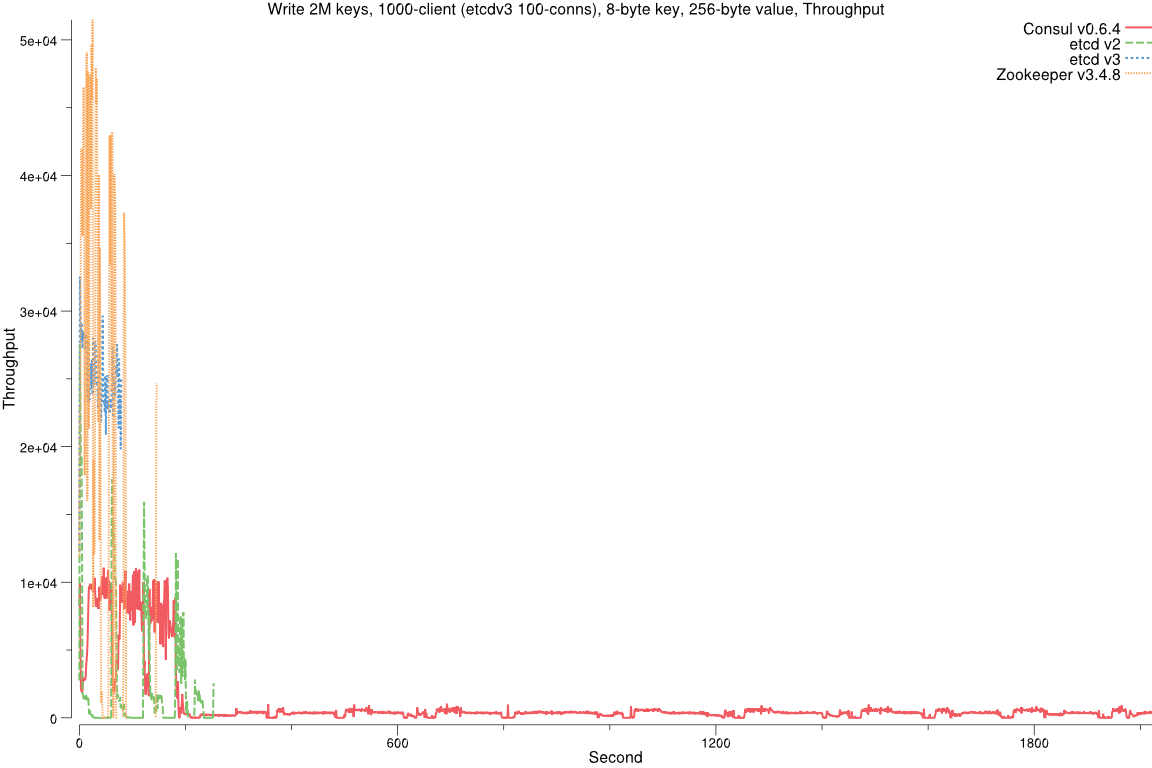 Write 2M keys, 1000-client (etcdv3 100-conns), 8-byte key, 256-byte value, Throughput
Consul v0.6.4
etcd v2
etcd v3
Zookeeper v3.4.8
5e+04
4e+04
3e+04
2e+04
1e+04
0
Throughput
0 600 1200 1800
Second